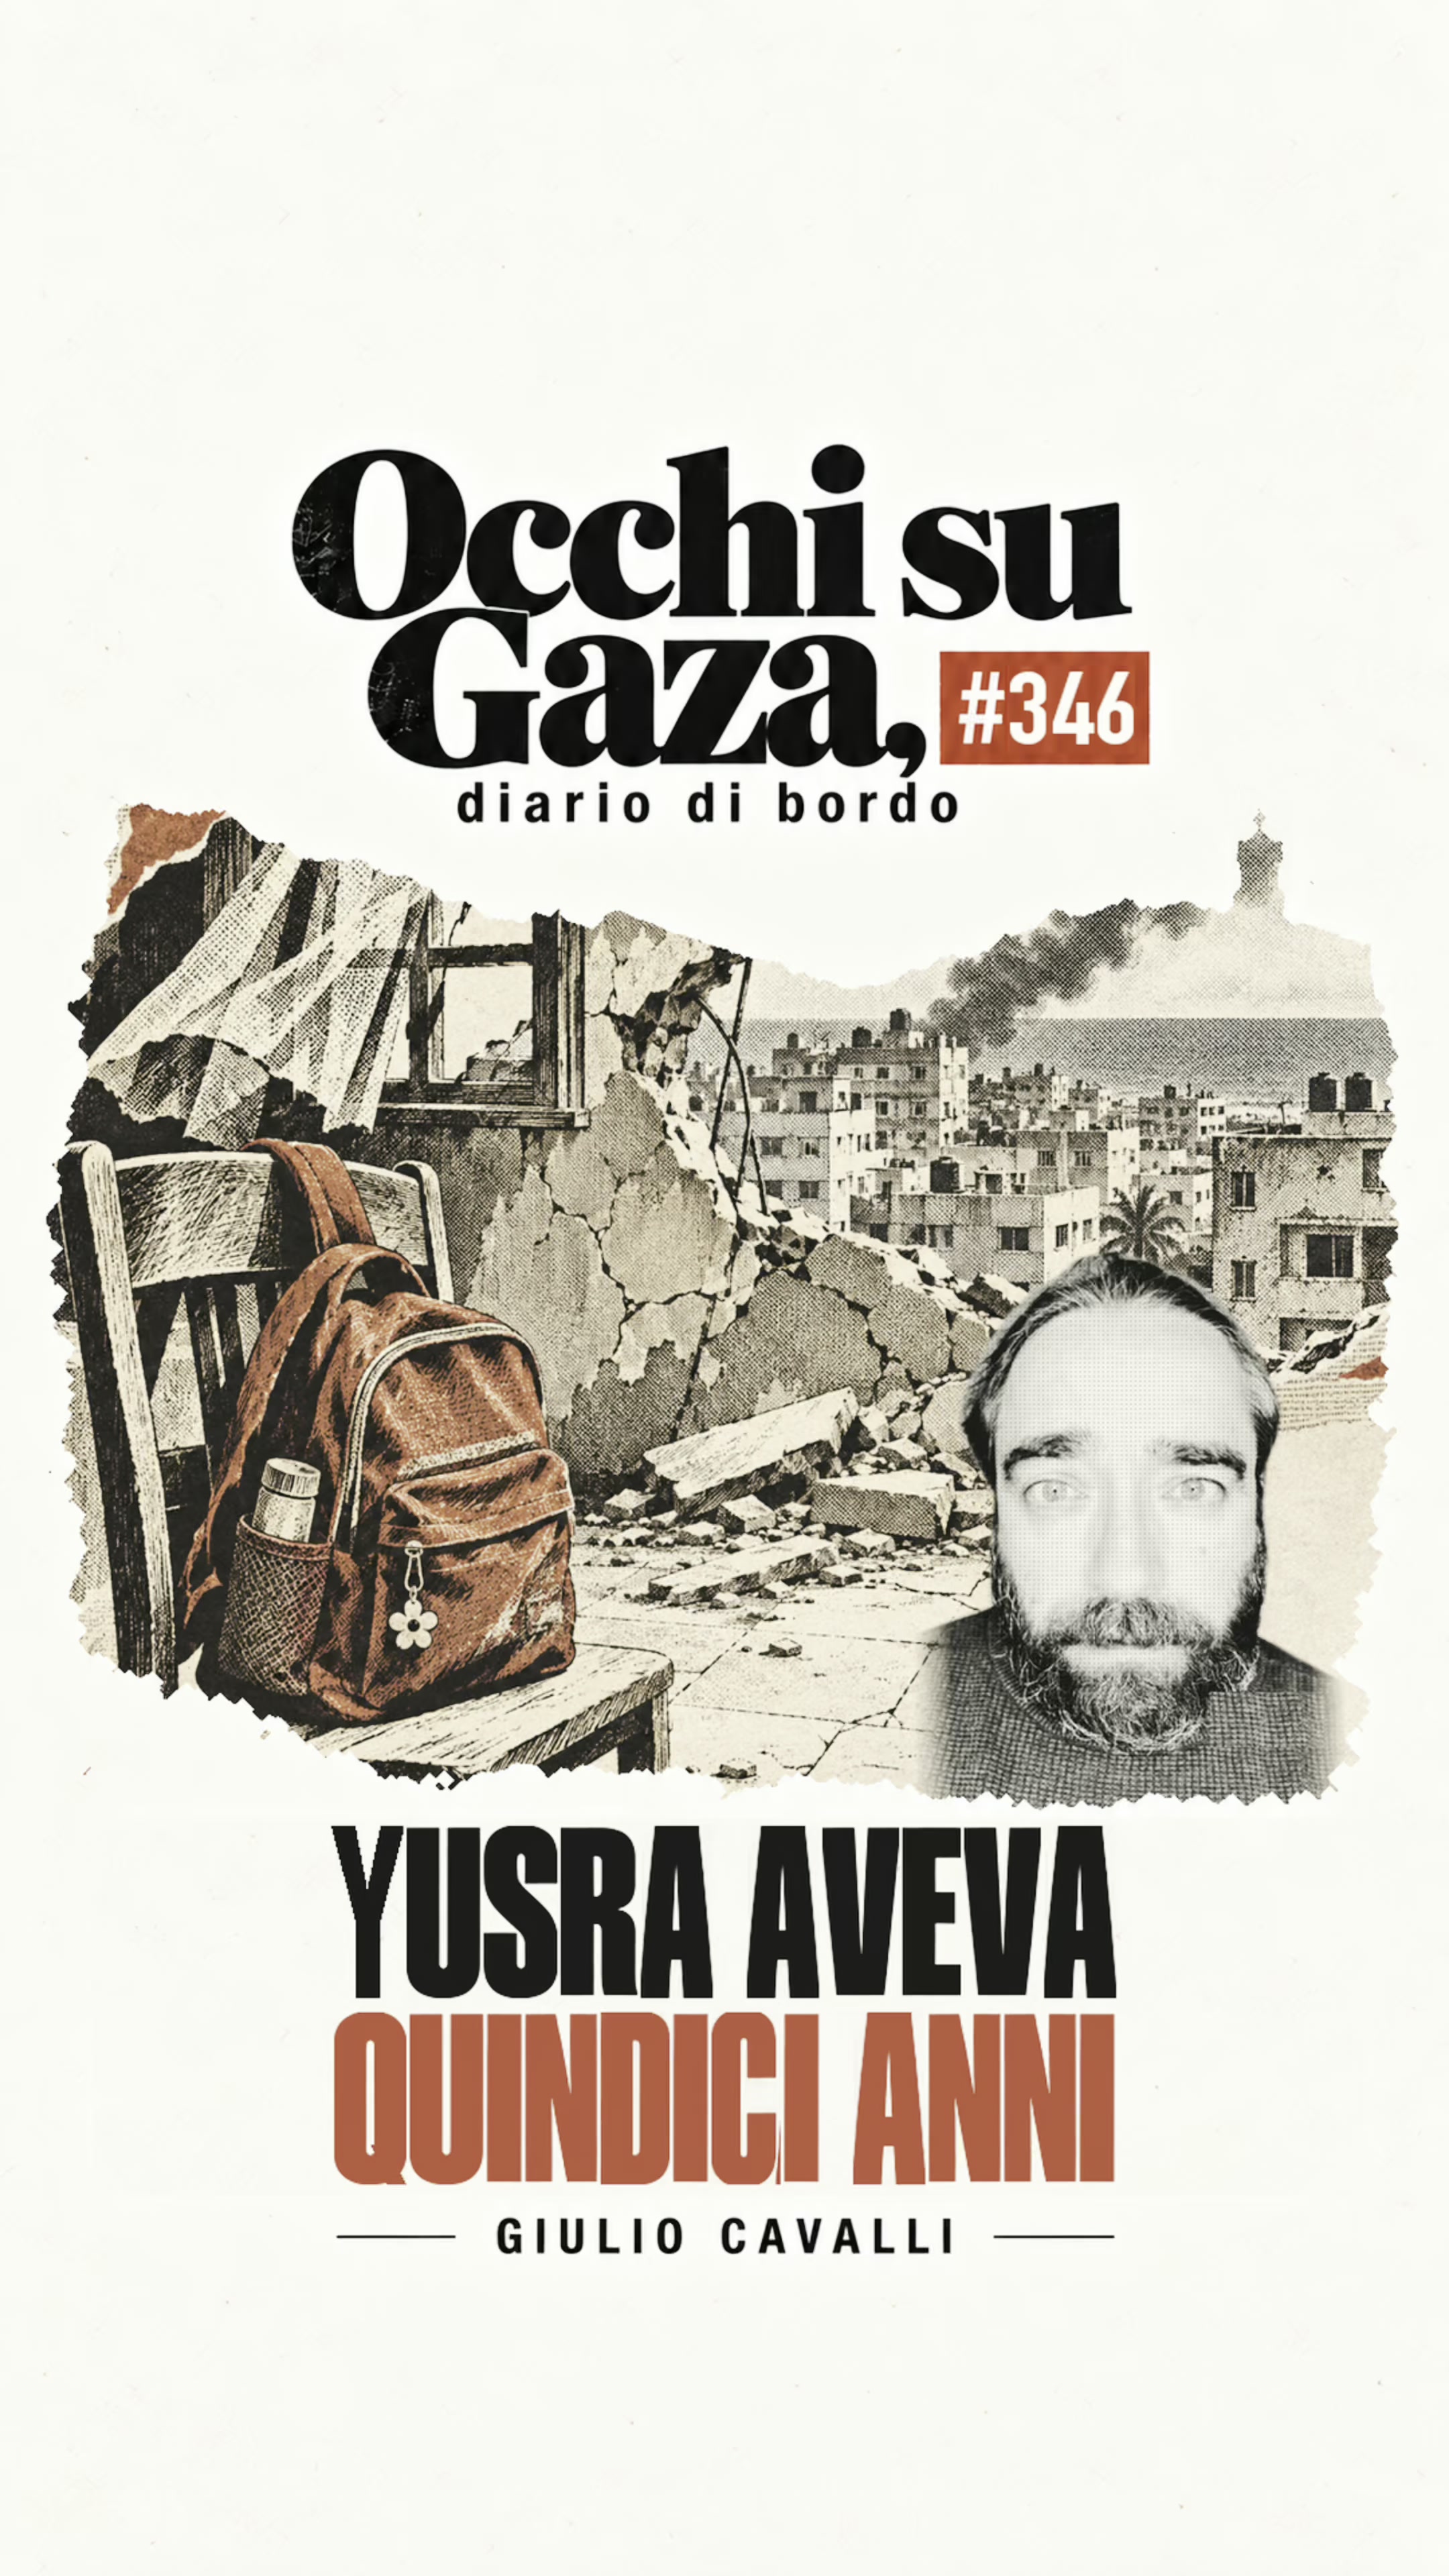 Occhi su
Gaza, #346
diario di bordo
YUSRA AVEVA
QUINDICI ANNI
GIULIO CAVALLI